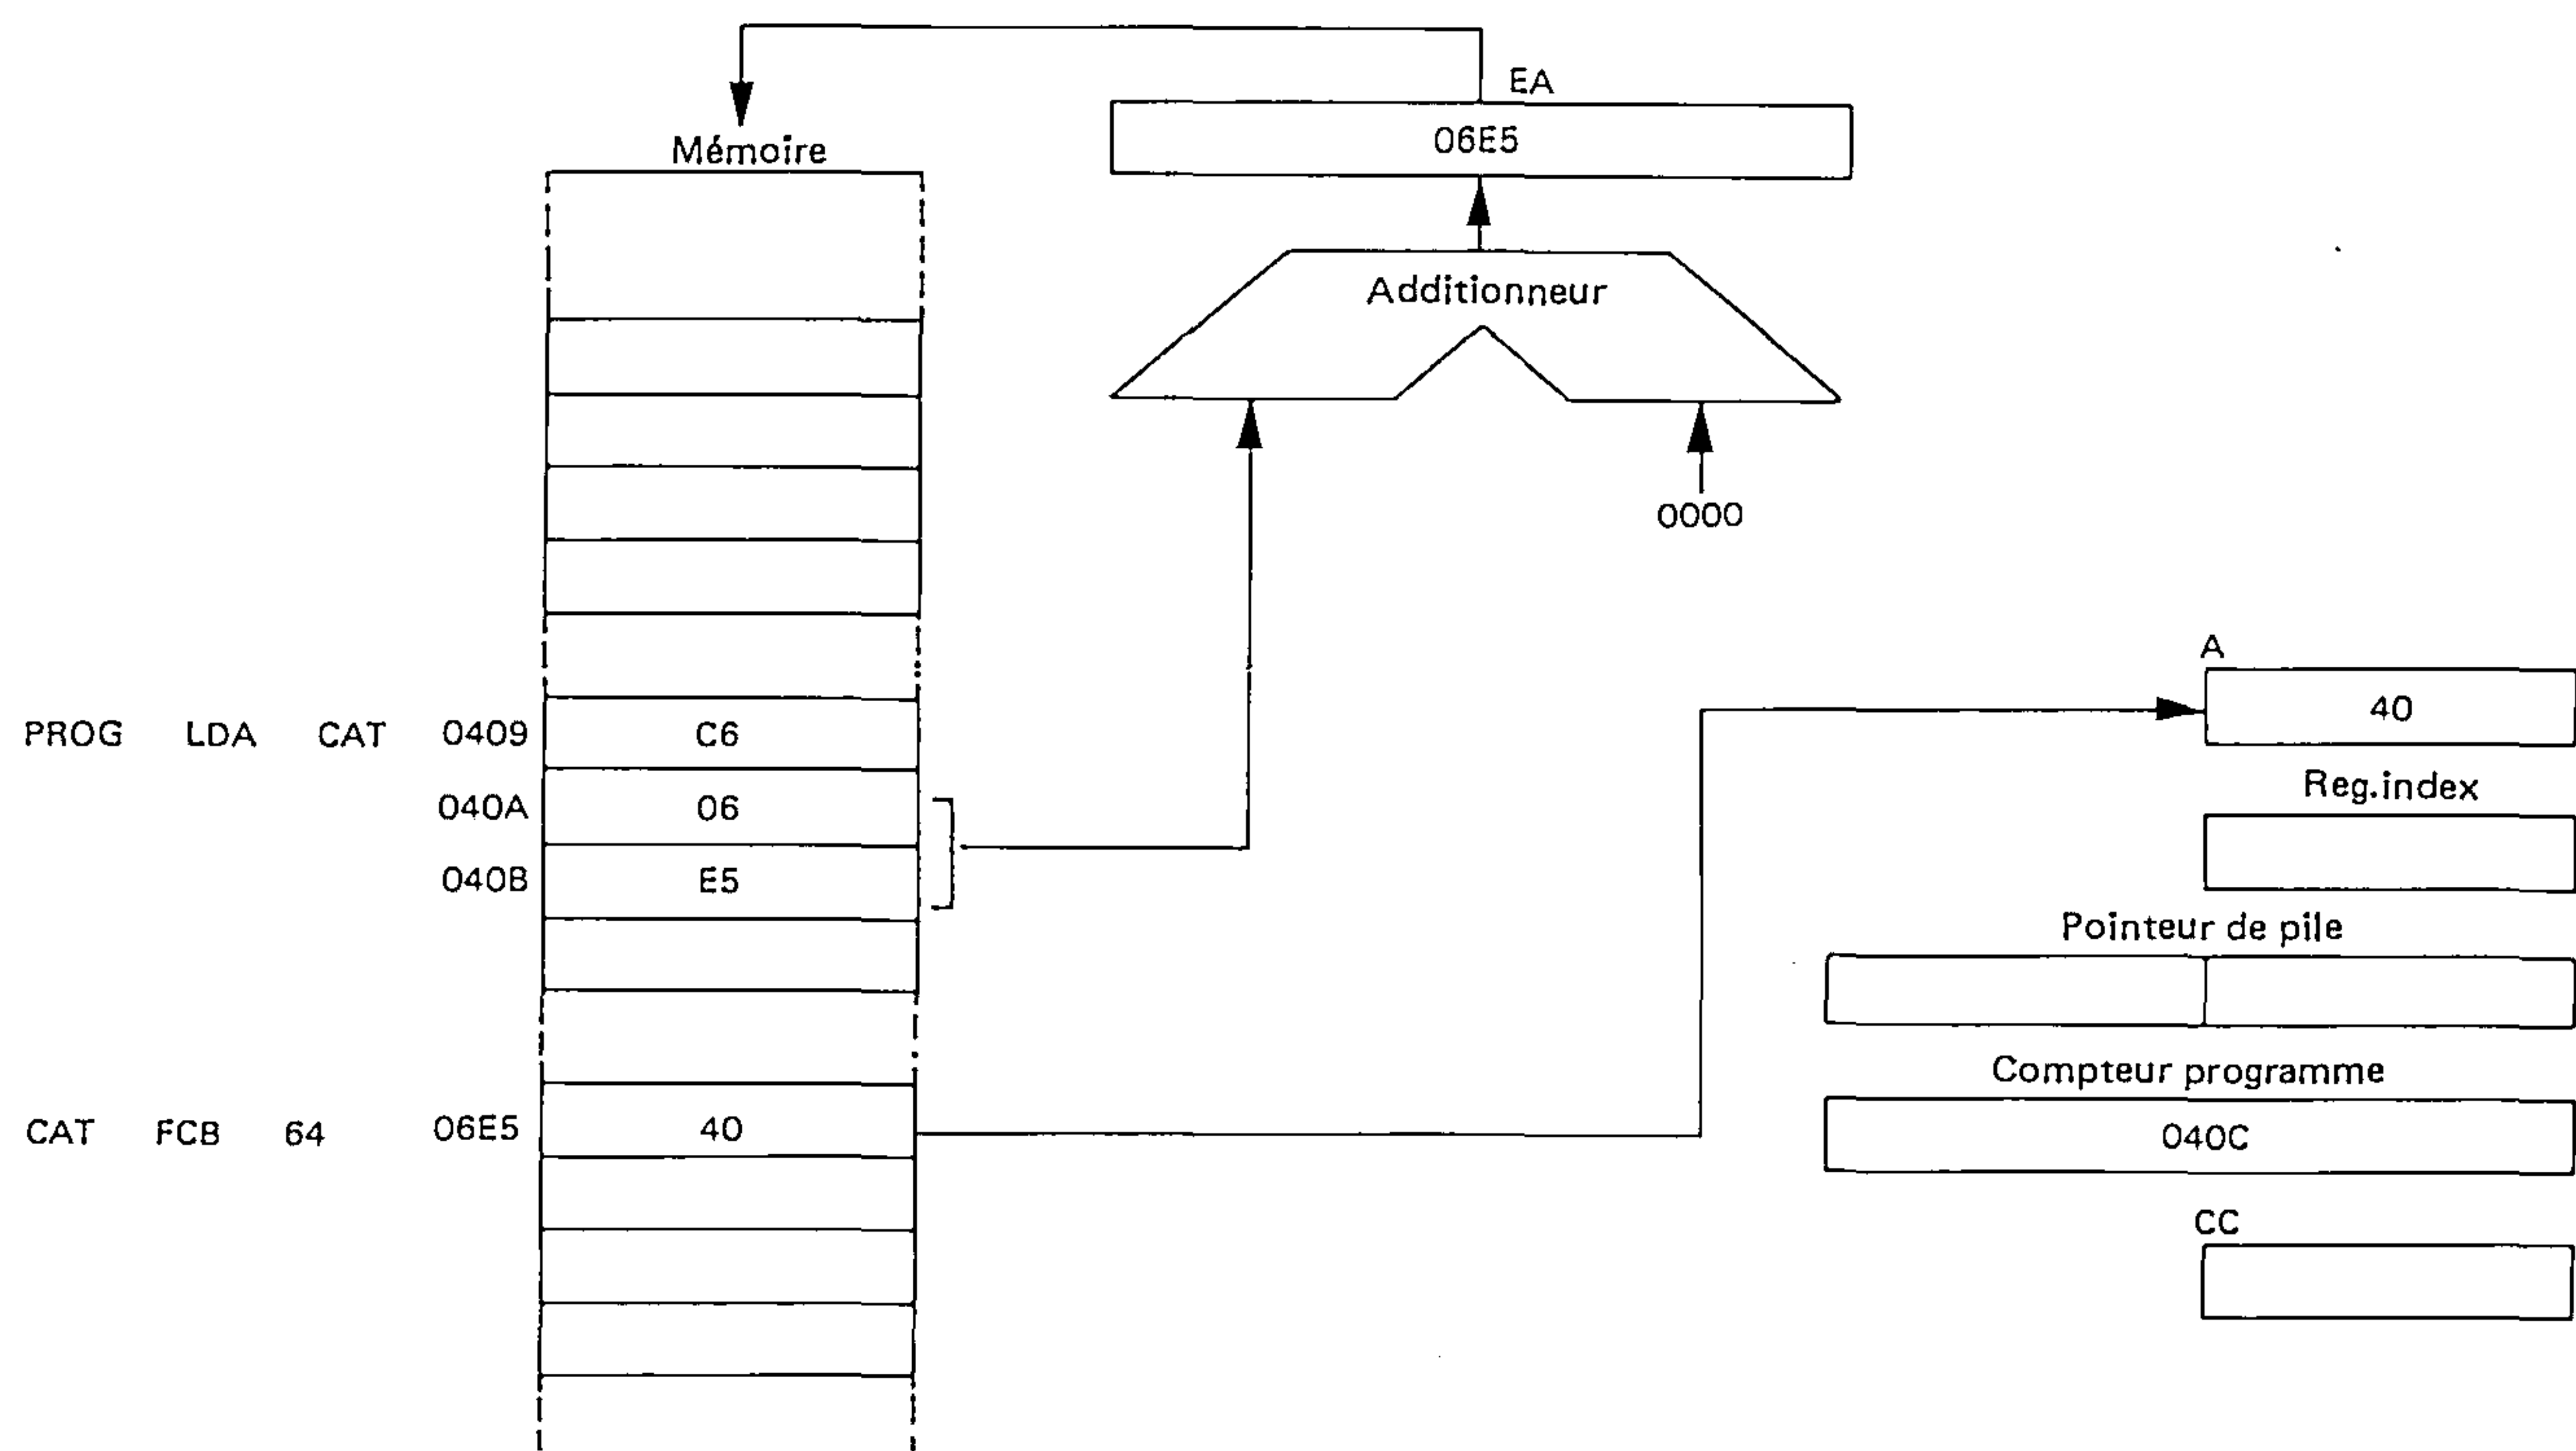 EA
06E5
Mémoire
Additionneur
0000
A
40
PROG LDA CAT 0409 C6
Reg.index
040A 06
040B E5
Pointeur de pile
Compteur programme
CAT FCB 64 06E5 40
040C
CC